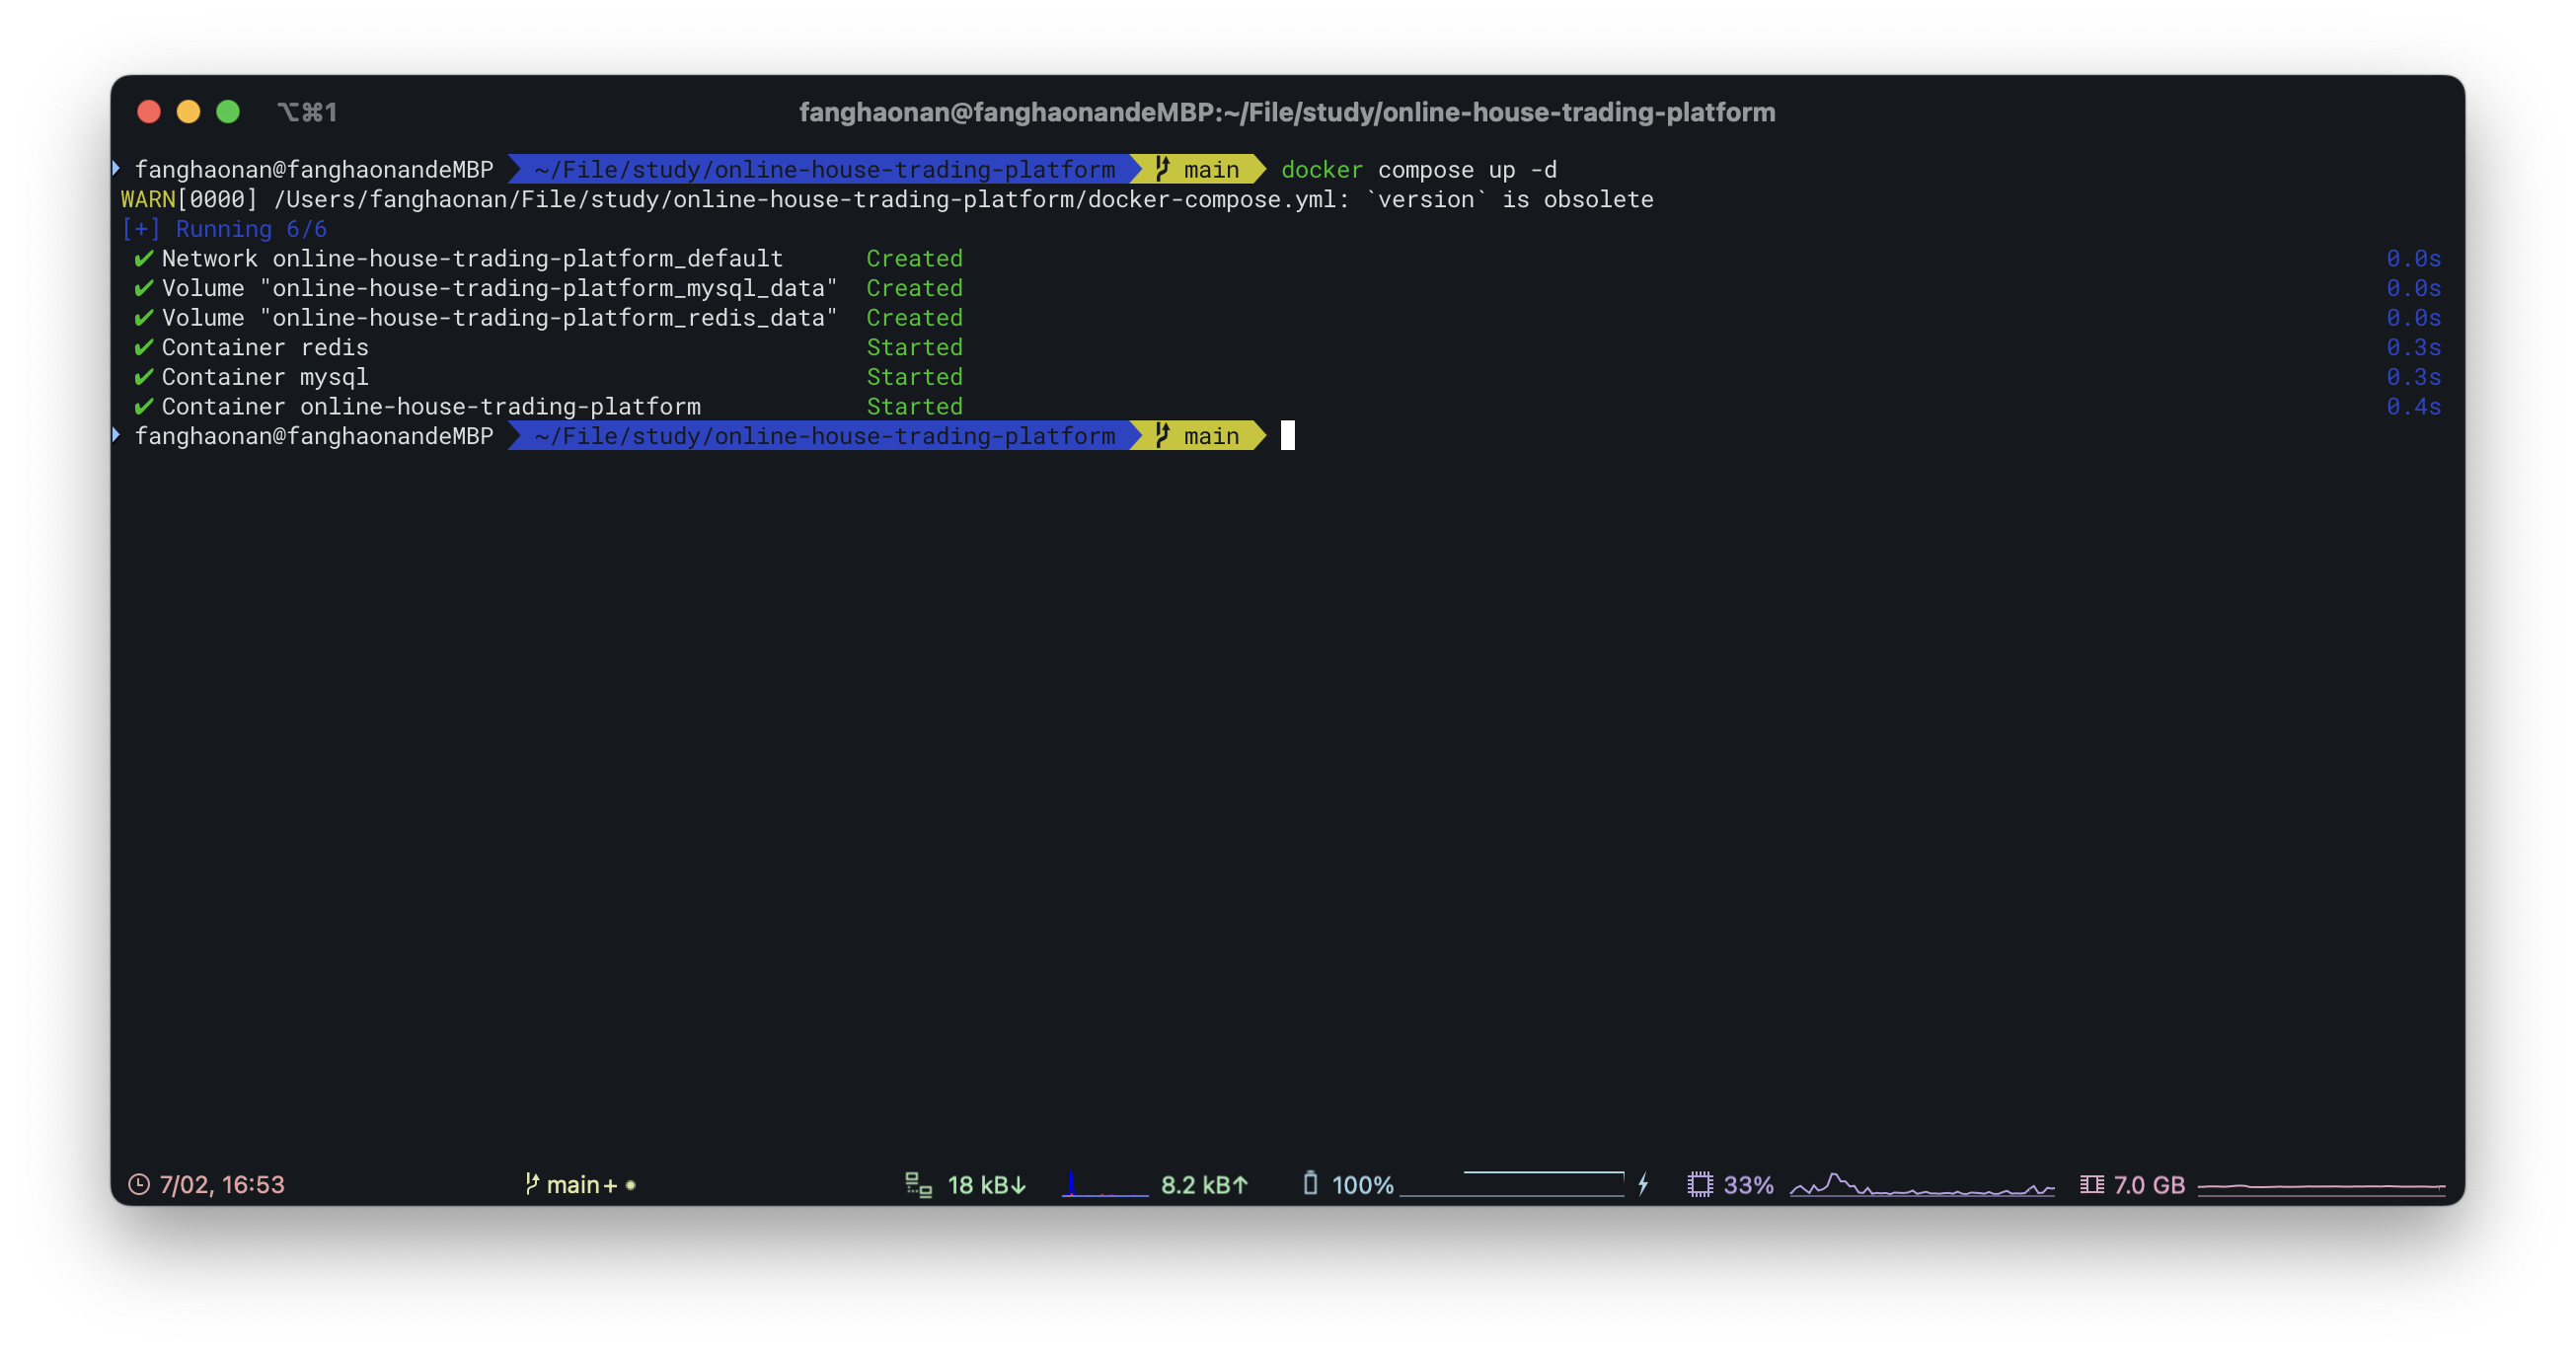 ⌥⌘1 fanghaonan@fanghaonandeMBP:~/File/study/online-house-trading-platform
fanghaonan@fanghaonandeMBP ~/File/study/online-house-trading-platform main docker compose up -d
WARN[0000] /Users/fanghaonan/File/study/online-house-trading-platform/docker-compose.yml: `version` is obsolete
[+] Running 6/6
✔ Network online-house-trading-platform_default Created 0.0s
✔ Volume "online-house-trading-platform_mysql_data" Created 0.0s
✔ Volume "online-house-trading-platform_redis_data" Created 0.0s
✔ Container redis Started 0.3s
✔ Container mysql Started 0.3s
✔ Container online-house-trading-platform Started 0.4s
fanghaonan@fanghaonandeMBP ~/File/study/online-house-trading-platform main
7/02, 16:53 main+ ● 18 kB↓ 8.2 kB↑ 100% 33% 7.0 GB